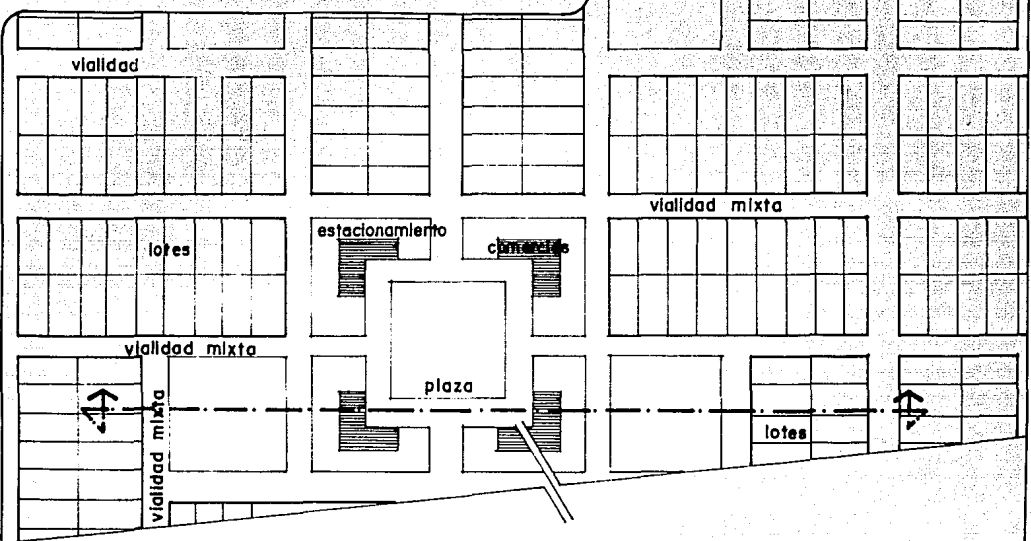 vialidad
vialidad mixta
estacionamiento
comercios
lotes
vialidad mixta
plaza
vialidad mixta
lotes